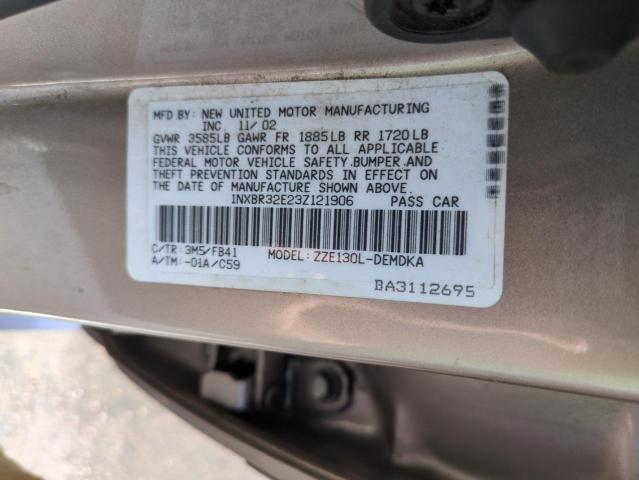 MFD BY: NEW UNITED MOTOR MANUFACTURING
INC. 11/02
GVWR 3585LB GAWR FR 1885LB RR 1720LB
THIS VEHICLE CONFORMS TO ALL APPLICABLE
FEDERAL MOTOR VEHICLE SAFETY, BUMPER, AND
THEFT PREVENTION STANDARDS IN EFFECT ON
THE DATE OF MANUFACTURE SHOWN ABOVE.
1NXBR32E23Z121906 PASS CAR
C/TR: 3M5/FB41 MODEL: ZZE130L-DEMDKA
A/TM: -01A/C59
BA3112695